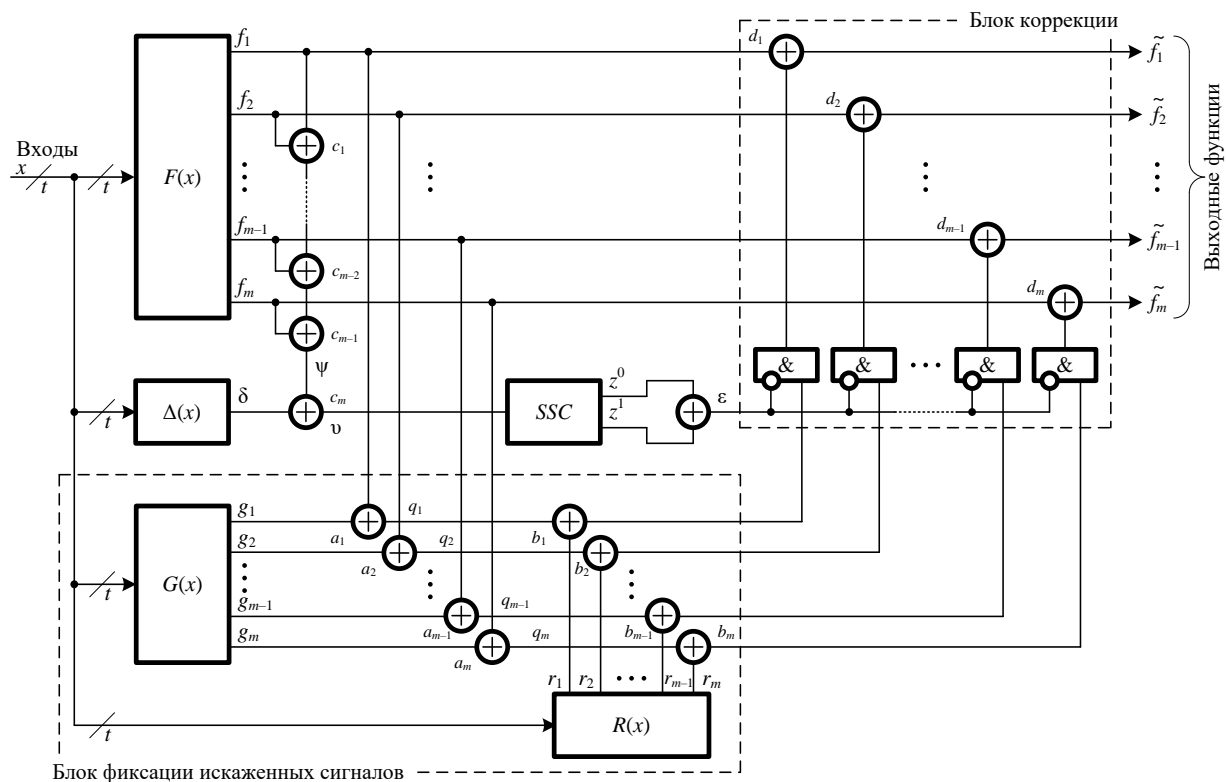 Блок коррекции
f₁
d₁
f̃₁
f₂
d₂
f̃₂
Входы
x
t
t
F(x)
c₁
Выходные функции
fₘ₋₁
dₘ₋₁
f̃ₘ₋₁
cₘ₋₂
fₘ
dₘ
f̃ₘ
cₘ₋₁
ψ
&
&
&
&
t
Δ(x)
δ
cₘ
υ
SSC
z⁰
z¹
ε
t
G(x)
g₁
a₁
q₁
b₁
g₂
a₂
q₂
b₂
gₘ₋₁
aₘ₋₁
qₘ₋₁
bₘ₋₁
gₘ
aₘ
qₘ
bₘ
r₁
r₂
rₘ₋₁
rₘ
t
R(x)
Блок фиксации искаженных сигналов